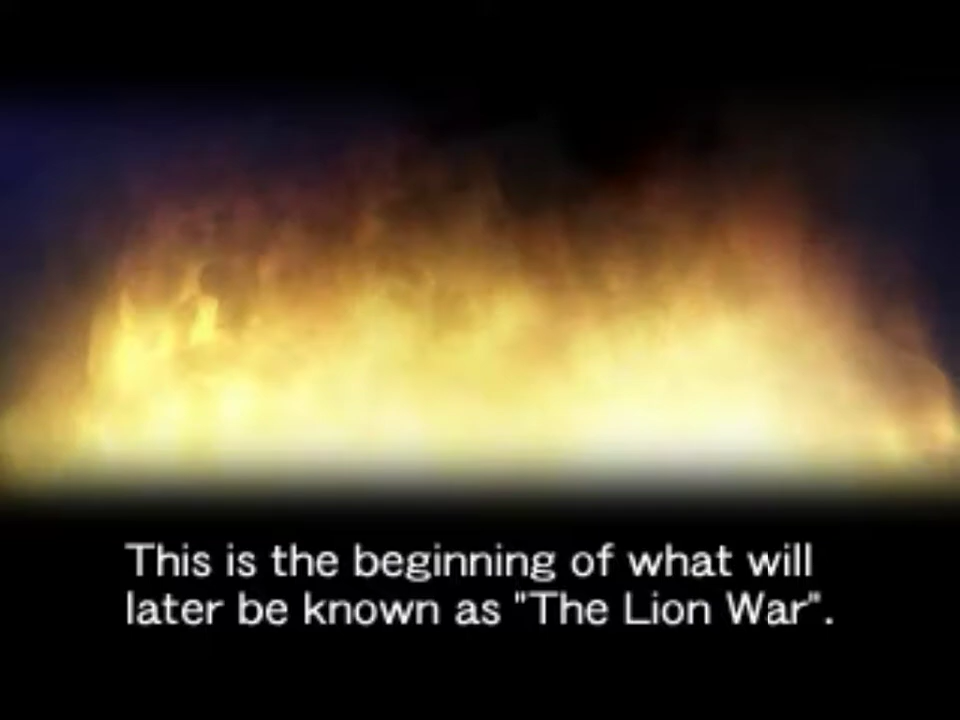 This is the beginning of what will
later be known as "The Lion War".